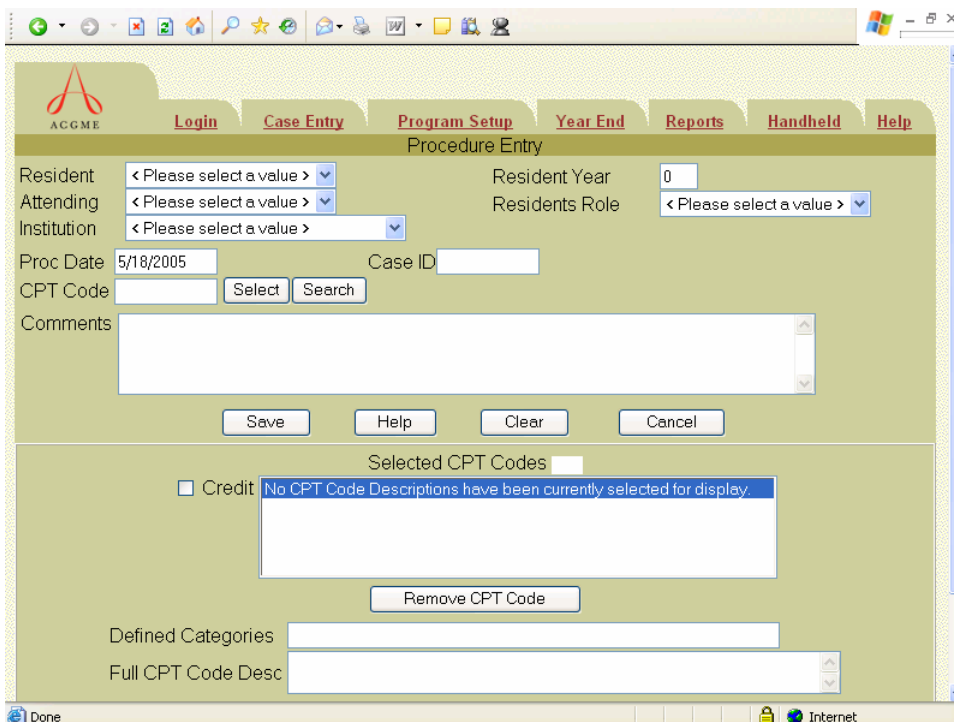 ACGME
Login Case Entry Program Setup Year End Reports Handheld Help
Procedure Entry
Resident < Please select a value > Resident Year 0
Attending < Please select a value > Residents Role < Please select a value >
Institution < Please select a value >
Proc Date 5/18/2005 Case ID
CPT Code Select Search
Comments
Save Help Clear Cancel
Selected CPT Codes
Credit No CPT Code Descriptions have been currently selected for display.
Remove CPT Code
Defined Categories
Full CPT Code Desc
Done Internet